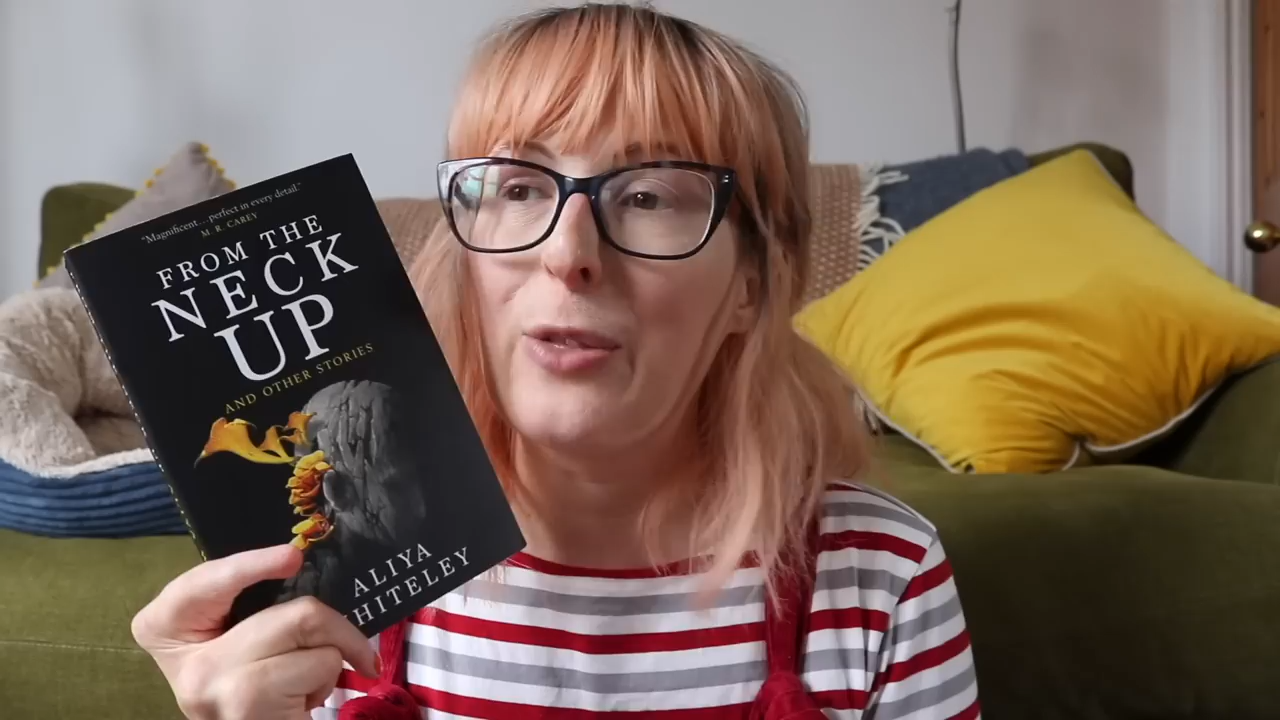 "Magnificent...perfect in every detail."
M. R. CAREY
FROM THE
NECK
UP
AND OTHER STORIES
ALIYA
HITELEY